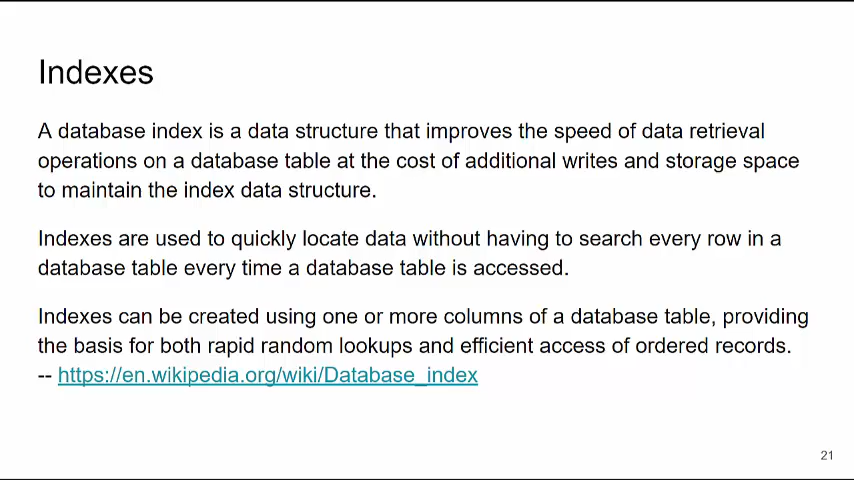 Indexes
A database index is a data structure that improves the speed of data retrieval
operations on a database table at the cost of additional writes and storage space
to maintain the index data structure.
Indexes are used to quickly locate data without having to search every row in a
database table every time a database table is accessed.
Indexes can be created using one or more columns of a database table, providing
the basis for both rapid random lookups and efficient access of ordered records.
-- https://en.wikipedia.org/wiki/Database_index
21